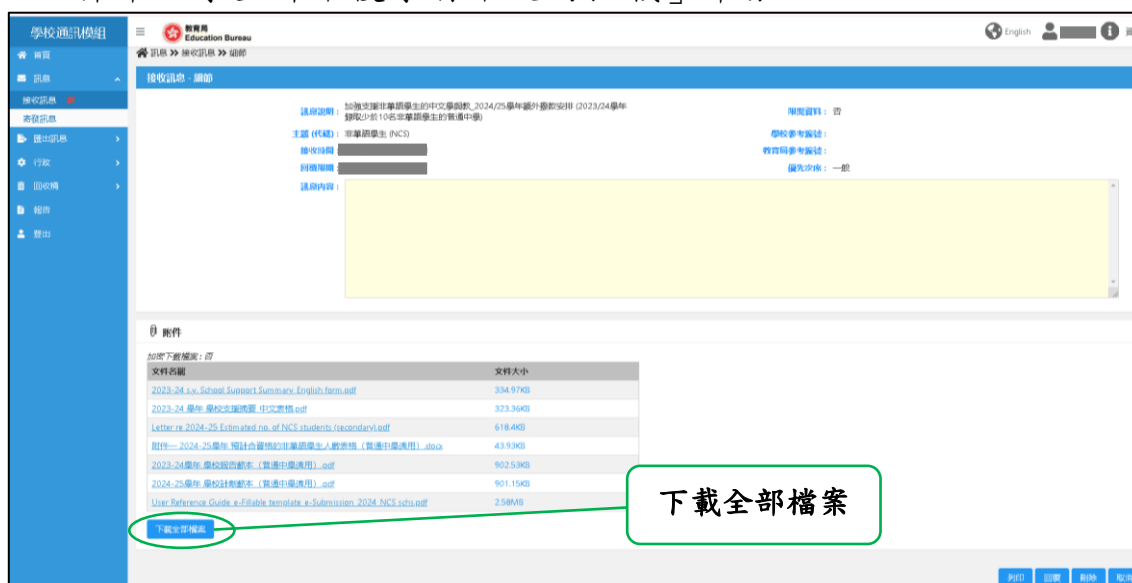 學校通訊模組
教育局
Education Bureau
English
首頁
訊息 >> 接收訊息 >> 細節
訊息
接收訊息 - 細節
接收訊息
寄發訊息
匯出訊息
行政
回收桶
報告
登出
訊息說明： 加強支援非華語學生的中文學與教_2024/25學年額外撥款安排 (2023/24學年
錄取少於10名非華語學生的普通中學)
限閱資料： 否
主題 (代碼)： 非華語學生 (NCS)
學校參考編號：
接收時間：
教育局參考編號：
回覆限期：
優先次序： 一般
訊息內容：
附件
加密下載檔案：否
文件名稱 文件大小
2023-24 s.y. School Support Summary_English form.pdf 334.97KB
2023-24 學年 學校支援摘要_中文表格.pdf 323.36KB
Letter re 2024-25 Estimated no. of NCS students (secondary).pdf 618.4KB
附件一 2024-25學年 預計合資格的非華語學生人數表格（普通中學適用）.docx 43.93KB
2023-24學年 學校報告範本（普通中學適用）.pdf 902.53KB
2024-25學年 學校計劃範本（普通中學適用）.pdf 901.15KB
User Reference Guide_e-Fillable template_e-Submission_2024_NCS schs.pdf 2.58MB
下載全部檔案
下載全部檔案
列印 回覆 刪除 取消